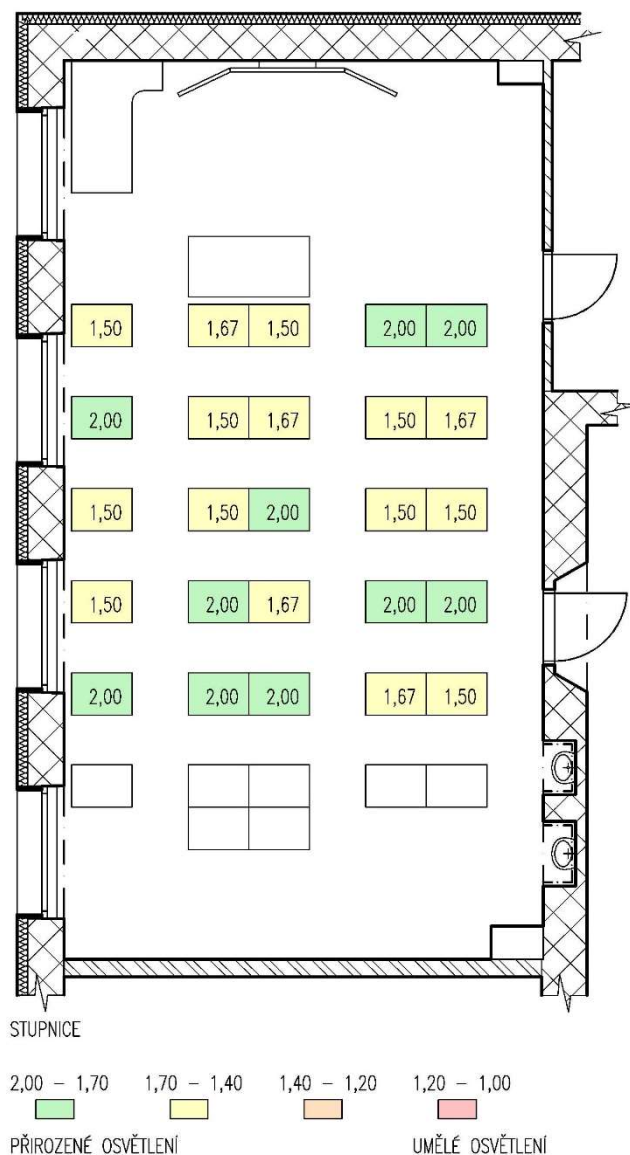 1,50 1,67 1,50 2,00 2,00
2,00 1,50 1,67 1,50 1,67
1,50 1,50 2,00 1,50 1,50
1,50 2,00 1,67 2,00 2,00
2,00 2,00 2,00 1,67 1,50
STUPNICE
2,00 – 1,70 1,70 – 1,40 1,40 – 1,20 1,20 – 1,00
PŘIROZENÉ OSVĚTLENÍ UMĚLÉ OSVĚTLENÍ